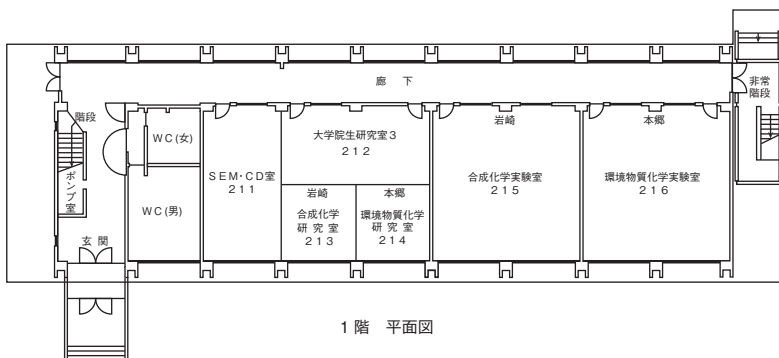 廊 下
非常
階段
階段
ポンプ室
玄 関
WC(女)
WC(男)
SEM・CD室
211
大学院生研究室3
212
岩崎
合成化学
研 究 室
213
本郷
環境物質化学
研 究 室
214
岩崎
合成化学実験室
215
本郷
環境物質化学実験室
216
1階 平面図